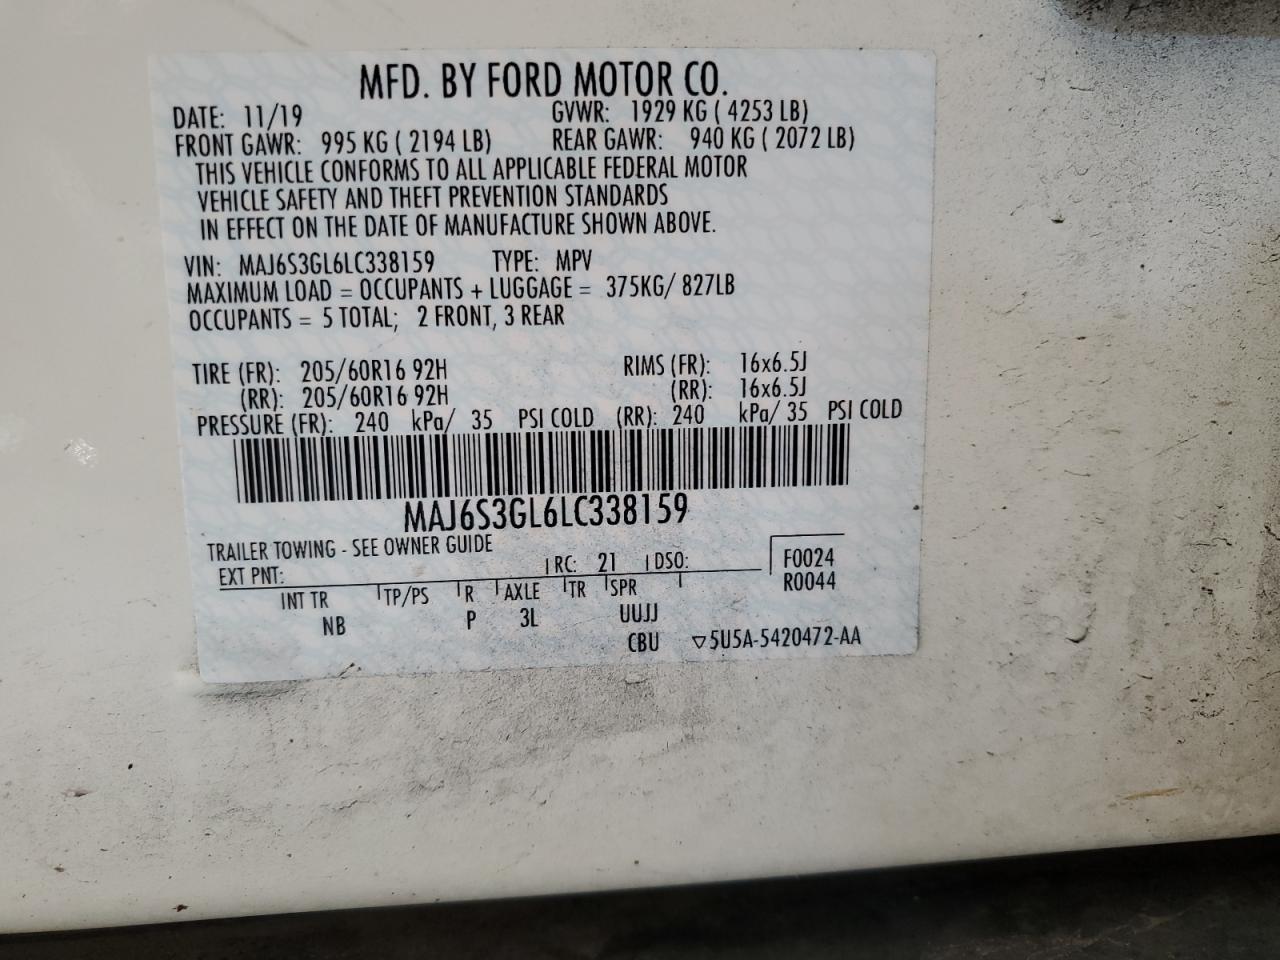 MFD. BY FORD MOTOR CO.
DATE: 11/19 GVWR: 1929 KG ( 4253 LB)
FRONT GAWR: 995 KG ( 2194 LB) REAR GAWR: 940 KG ( 2072 LB)
THIS VEHICLE CONFORMS TO ALL APPLICABLE FEDERAL MOTOR
VEHICLE SAFETY AND THEFT PREVENTION STANDARDS
IN EFFECT ON THE DATE OF MANUFACTURE SHOWN ABOVE.
VIN: MAJ6S3GL6LC338159 TYPE: MPV
MAXIMUM LOAD = OCCUPANTS + LUGGAGE = 375KG/ 827LB
OCCUPANTS = 5 TOTAL; 2 FRONT, 3 REAR
TIRE (FR): 205/60R16 92H RIMS (FR): 16x6.5J
(RR): 205/60R16 92H (RR): 16x6.5J
PRESSURE (FR): 240 kPa/ 35 PSI COLD (RR): 240 kPa/ 35 PSI COLD
MAJ6S3GL6LC338159
TRAILER TOWING - SEE OWNER GUIDE
EXT PNT: RC: 21 DSO: F0024
R0044
INT TR TP/PS R AXLE TR SPR
NB P 3L UUJJ
CBU ▽5U5A-5420472-AA